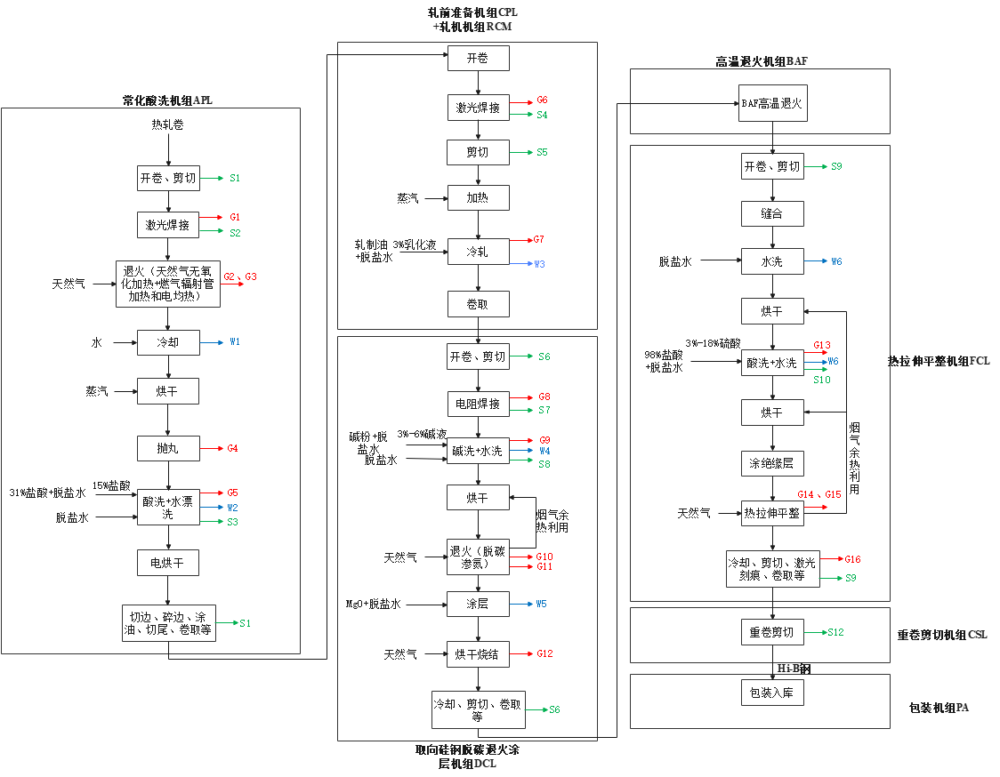 常化酸洗机组APL
热轧卷
开卷、剪切
S1
激光焊接
G1
S2
天然气
退火（天然气无氧
化加热+燃气辐射管
加热和电均热）
G2、G3
水
冷却
W1
蒸汽
烘干
抛丸
G4
31%盐酸+脱盐水
15%盐酸
脱盐水
酸洗+水漂
洗
G5
W2
S3
电烘干
切边、碎边、涂
油、切尾、卷取等
S1
轧前准备机组CPL
+轧机机组RCM
开卷
激光焊接
G6
S4
剪切
S5
蒸汽
加热
轧制油
+脱盐水
3%乳化液
冷轧
G7
W3
卷取
开卷、剪切
S6
电阻焊接
G8
S7
碱粉+脱
盐水
3%-6%碱液
脱盐水
碱洗+水洗
G9
W4
S8
烘干
烟气余
热利用
天然气
退火（脱碳
渗氮）
G10
G11
MgO+脱盐水
涂层
W5
天然气
烘干烧结
G12
冷却、剪切、卷取
等
S6
取向硅钢脱碳退火涂
层机组DCL
高温退火机组BAF
BAF高温退火
开卷、剪切
S9
缝合
脱盐水
水洗
W6
烘干
98%盐酸
+脱盐水
3%-18%硫酸
酸洗+水洗
G13
W6
S10
热拉伸平整机组FCL
烘干
烟气余热利用
涂绝缘层
天然气
热拉伸平整
G14、G15
冷却、剪切、激光
刻痕、卷取等
G16
S9
重卷剪切
S12
重卷剪切机组CSL
Hi-B钢
包装入库
包装机组PA